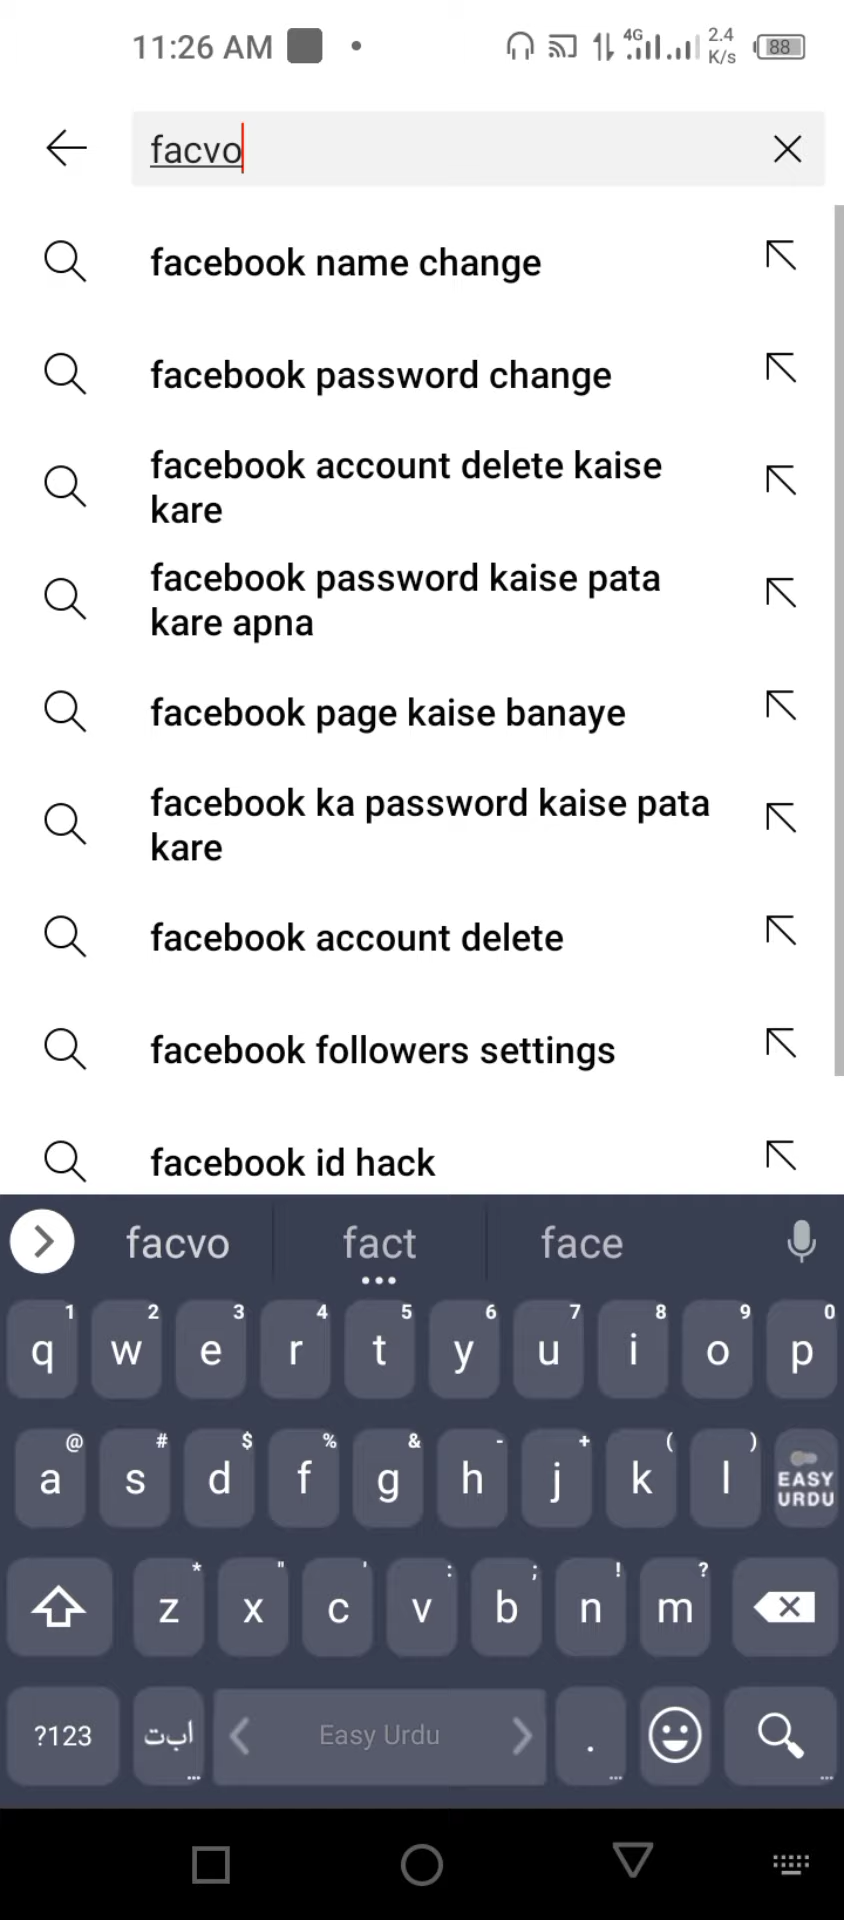 11:26 AM 4G 2.4 K/s 88
facvo
facebook name change
facebook password change
facebook account delete kaise
kare
facebook password kaise pata
kare apna
facebook page kaise banaye
facebook ka password kaise pata
kare
facebook account delete
facebook followers settings
facebook id hack
facvo fact face
1 2 3 4 5 6 7 8 9 0
q w e r t y u i o p
@ # $ % & - + ( )
a s d f g h j k l EASY URDU
* " ' : ; ! ?
z x c v b n m
?123 ا ب ت Easy Urdu .